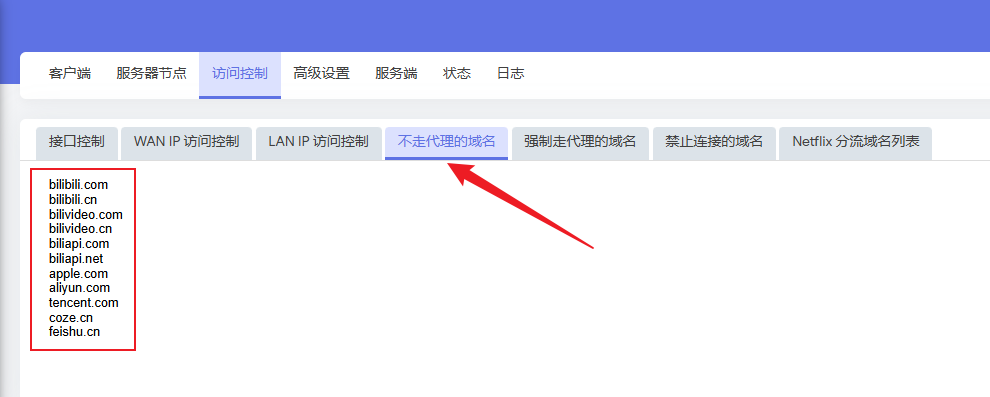 客户端 服务器节点 访问控制 高级设置 服务端 状态 日志
接口控制 WAN IP 访问控制 LAN IP 访问控制 不走代理的域名 强制走代理的域名 禁止连接的域名 Netflix 分流域名列表
bilibili.com
bilibili.cn
bilivideo.com
bilivideo.cn
biliapi.com
biliapi.net
apple.com
aliyun.com
tencent.com
coze.cn
feishu.cn